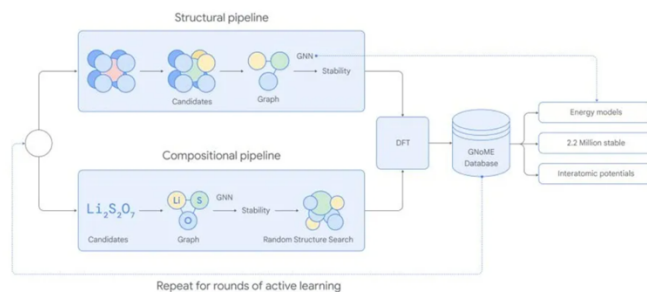 Structural pipeline
GNN
Stability
Candidates
Graph
Compositional pipeline
Li₂S₂O₇
Li
S
O
GNN
Stability
Candidates
Graph
Random Structure Search
DFT
GNoME
Database
Energy models
2.2 Million stable
Interatomic potentials
Repeat for rounds of active learning